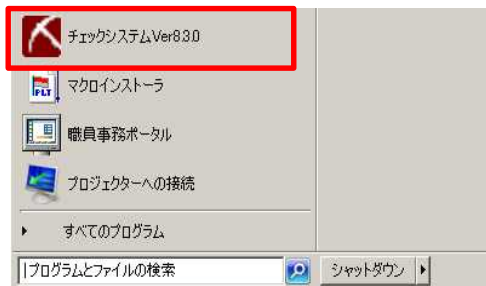 チェックシステムVer8.3.0
PLT
マクロインストーラ
職員事務ポータル
プロジェクターへの接続
すべてのプログラム
プログラムとファイルの検索
シャットダウン